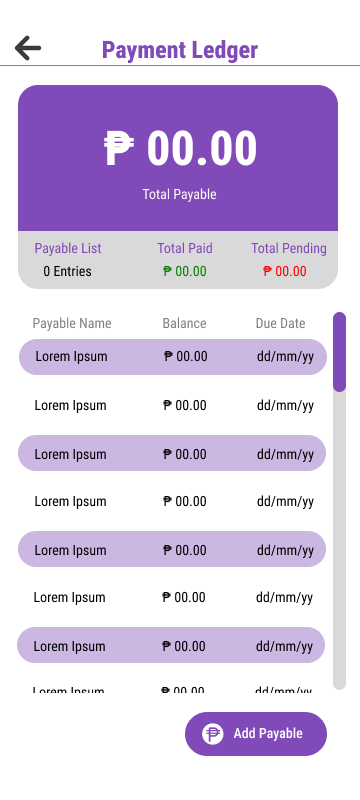 Payment Ledger
₱ 00.00
Total Payable
Payable List Total Paid Total Pending
0 Entries ₱ 00.00 ₱ 00.00
Payable Name Balance Due Date
Lorem Ipsum ₱ 00.00 dd/mm/yy
Lorem Ipsum ₱ 00.00 dd/mm/yy
Lorem Ipsum ₱ 00.00 dd/mm/yy
Lorem Ipsum ₱ 00.00 dd/mm/yy
Lorem Ipsum ₱ 00.00 dd/mm/yy
Lorem Ipsum ₱ 00.00 dd/mm/yy
Lorem Ipsum ₱ 00.00 dd/mm/yy
Lorem Ipsum ₱ 00.00 dd/mm/yy
₱ Add Payable